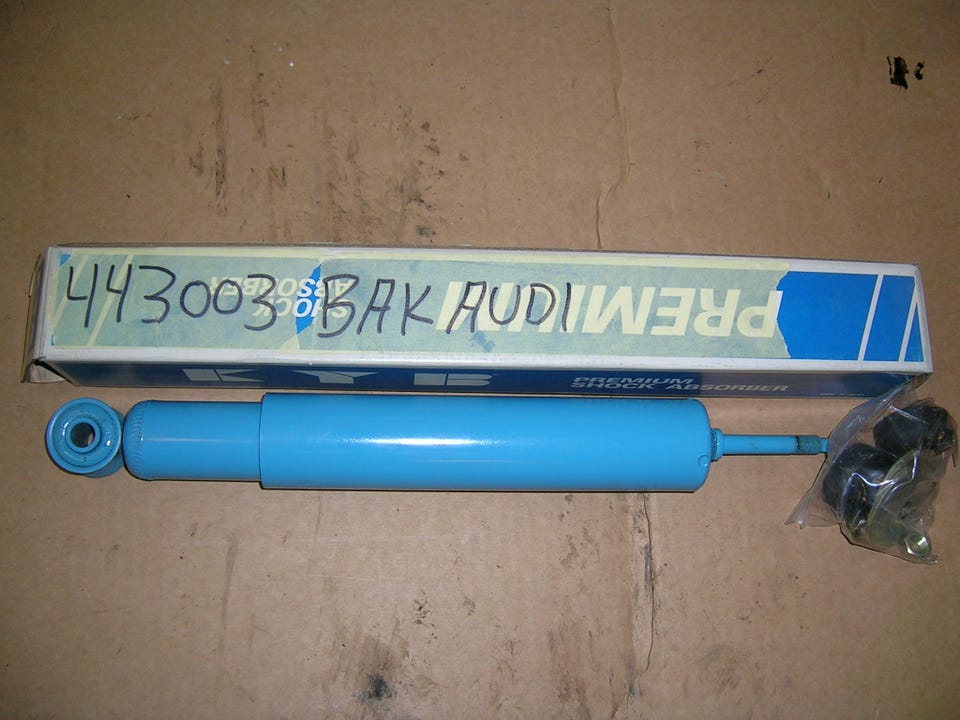 443003 BAK AUDI
PREMIUM
SHOCK
ABSORBER
KYB
PREMIUM
SHOCK ABSORBER